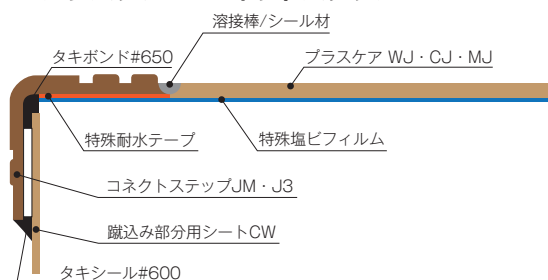 溶接棒/シール材
タキボンド#650
プラスケア WJ・CJ・MJ
特殊耐水テープ
特殊塩ビフィルム
コネクトステップJM・J3
蹴込み部分用シートCW
タキシール#600